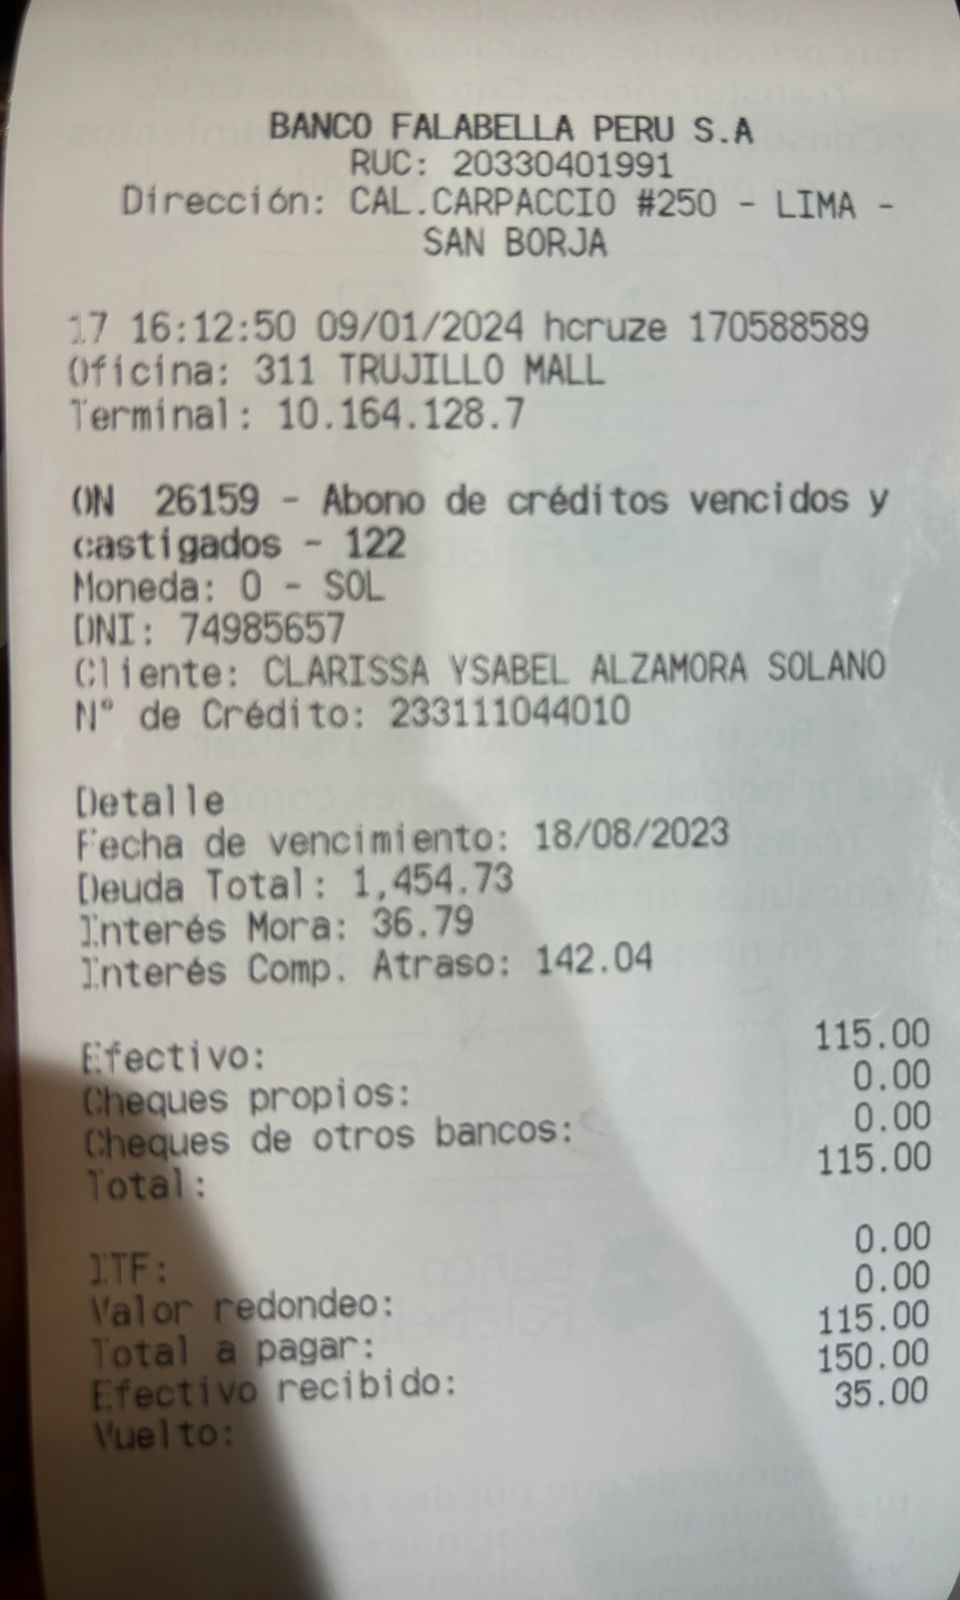 BANCO FALABELLA PERU S.A
RUC: 20330401991
Dirección: CAL.CARPACCIO #250 - LIMA -
SAN BORJA
17 16:12:50 09/01/2024 hcruze 170588589
Oficina: 311 TRUJILLO MALL
Terminal: 10.164.128.7
ON 26159 - Abono de créditos vencidos y
castigados - 122
Moneda: 0 - SOL
DNI: 74985657
Cliente: CLARISSA YSABEL ALZAMORA SOLANO
N° de Crédito: 233111044010
Detalle
Fecha de vencimiento: 18/08/2023
Deuda Total: 1,454.73
Interés Mora: 36.79
Interés Comp. Atraso: 142.04
Efectivo: 115.00
Cheques propios: 0.00
Cheques de otros bancos: 0.00
Total: 115.00
ITF: 0.00
Valor redondeo: 0.00
Total a pagar: 115.00
Efectivo recibido: 150.00
Vuelto: 35.00